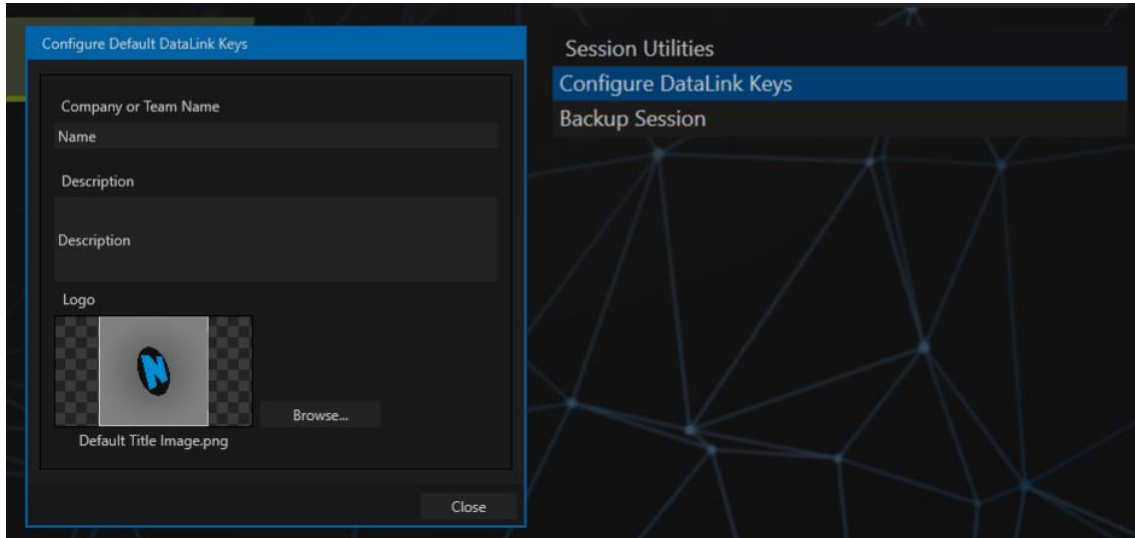 Configure Default DataLink Keys
Company or Team Name
Name
Description
Description
Logo
N
Browse...
Default Title Image.png
Close
Session Utilities
Configure DataLink Keys
Backup Session